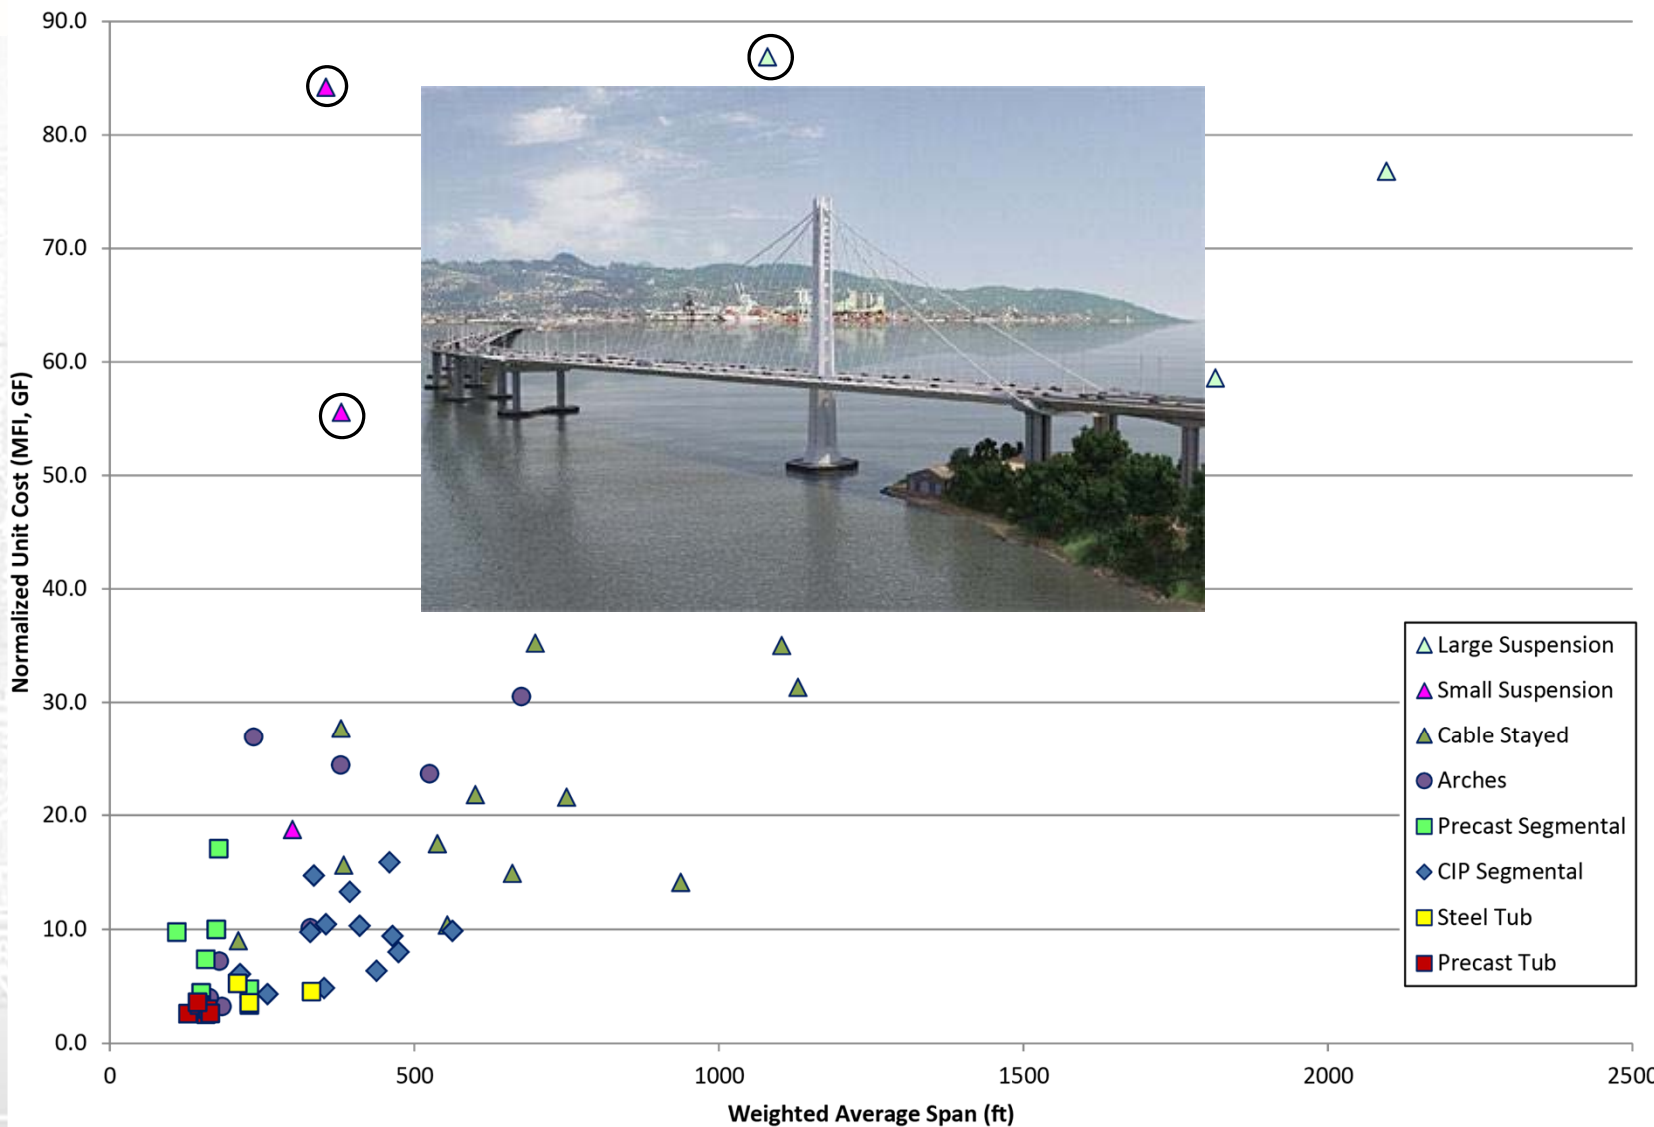 90.0
80.0
70.0
60.0
50.0
40.0
30.0
20.0
10.0
0.0
Normalized Unit Cost (MFI, GF)
0
500
1000
1500
2000
2500
Weighted Average Span (ft)
Large Suspension
Small Suspension
Cable Stayed
Arches
Precast Segmental
CIP Segmental
Steel Tub
Precast Tub